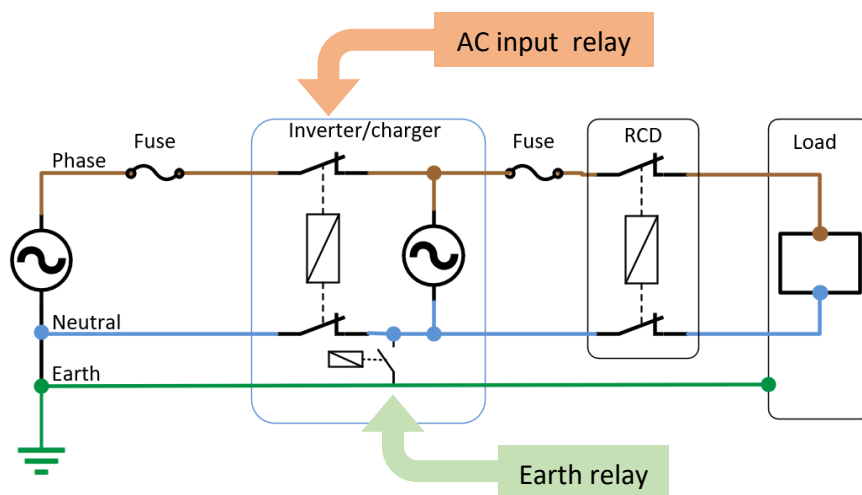 AC input relay
Inverter/charger
Fuse
Fuse
RCD
Load
Phase
Neutral
Earth
Earth relay